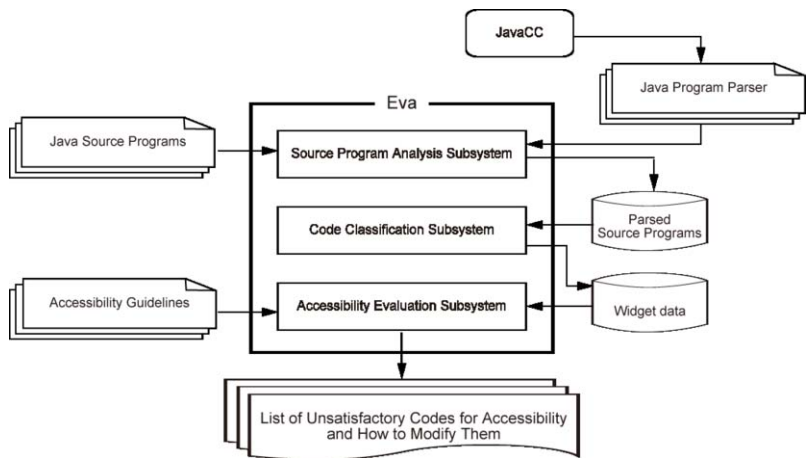 JavaCC
Java Program Parser
Eva
Java Source Programs
Source Program Analysis Subsystem
Code Classification Subsystem
Parsed
Source Programs
Accessibility Guidelines
Accessibility Evaluation Subsystem
Widget data
List of Unsatisfactory Codes for Accessibility
and How to Modify Them